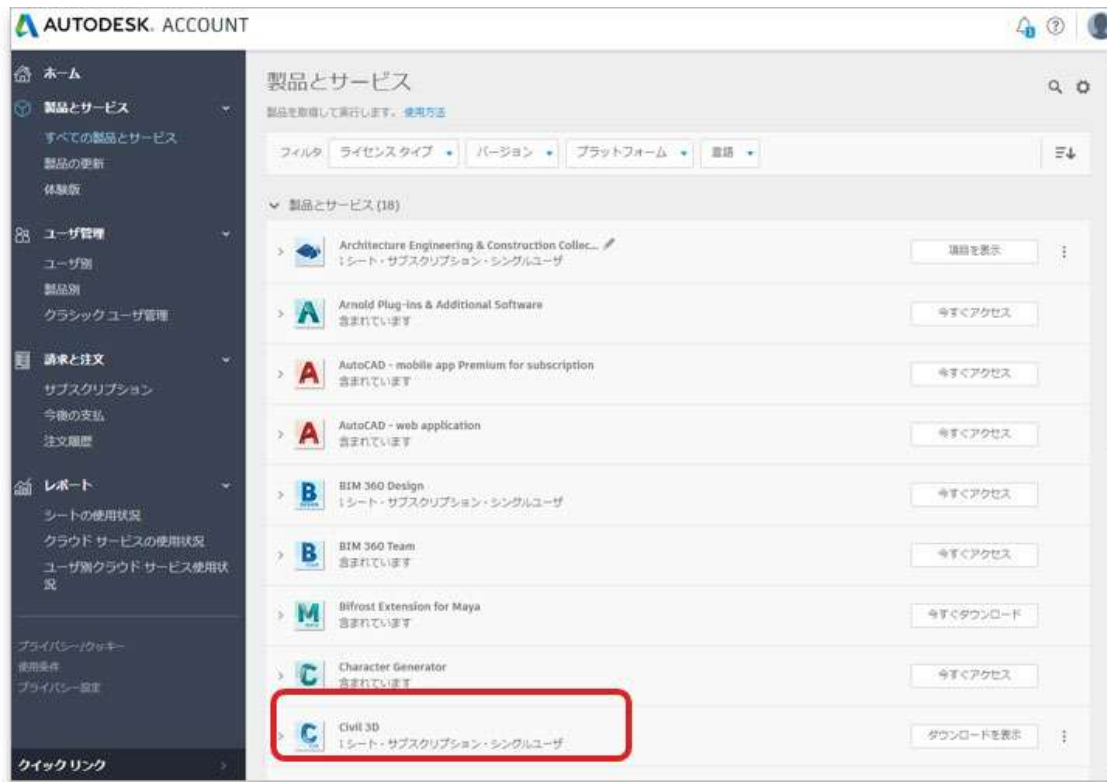 AUTODESK. ACCOUNT
ホーム
製品とサービス
すべての製品とサービス
製品の更新
体験版
ユーザ管理
ユーザ別
製品別
クラシック ユーザ管理
請求と注文
サブスクリプション
今後の支払
注文履歴
レポート
シートの使用状況
クラウド サービスの使用状況
ユーザ別クラウド サービス使用状
況
プライバシー/クッキー
使用条件
プライバシー設定
クイック リンク
製品とサービス
製品を取得して実行します。 使用方法
フィルタ ライセンス タイプ バージョン プラットフォーム 言語
製品とサービス (18)
Architecture Engineering & Construction Collec...
1 シート・サブスクリプション・シングルユーザ
項目を表示
Arnold Plug-ins & Additional Software
含まれています
今すぐアクセス
AutoCAD - mobile app Premium for subscription
含まれています
今すぐアクセス
AutoCAD - web application
含まれています
今すぐアクセス
BIM 360 Design
1 シート・サブスクリプション・シングルユーザ
今すぐアクセス
BIM 360 Team
含まれています
今すぐアクセス
Bifrost Extension for Maya
含まれています
今すぐダウンロード
Character Generator
含まれています
今すぐアクセス
Civil 3D
1 シート・サブスクリプション・シングルユーザ
ダウンロードを表示